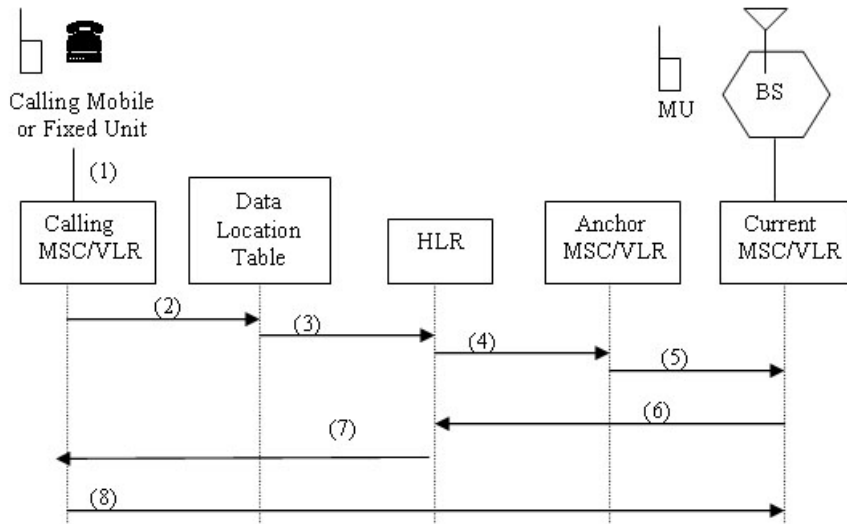 Calling Mobile
or Fixed Unit
MU
BS
(1)
Calling
MSC/VLR
Data
Location
Table
HLR
Anchor
MSC/VLR
Current
MSC/VLR
(2)
(3)
(4)
(5)
(6)
(7)
(8)